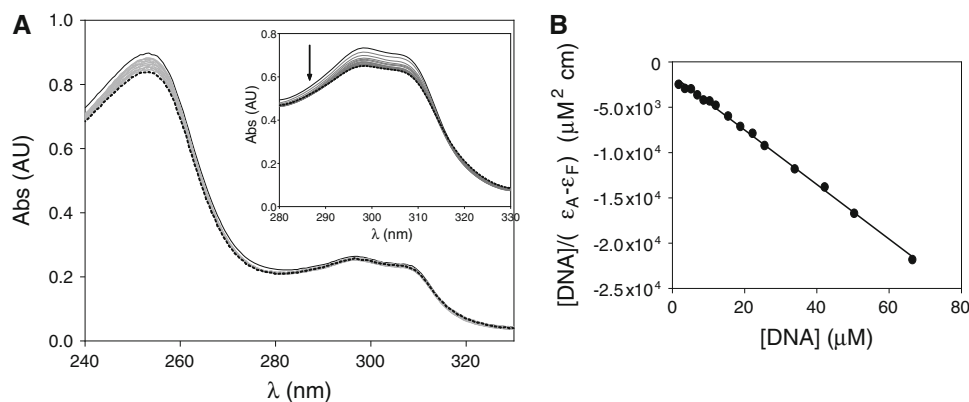 A
1.0
0.8
0.6
0.4
0.2
0.0
Abs (AU)
240
260
280
300
320
λ (nm)
0.8
0.6
0.4
0.2
0.0
Abs (AU)
280
290
300
310
320
330
λ (nm)
B
0
-5.0x10³
-1.0x10⁴
-1.5x10⁴
-2.0x10⁴
-2.5x10⁴
[DNA]/( ε_A-ε_F) (μM² cm)
0
20
40
60
80
[DNA] (μM)